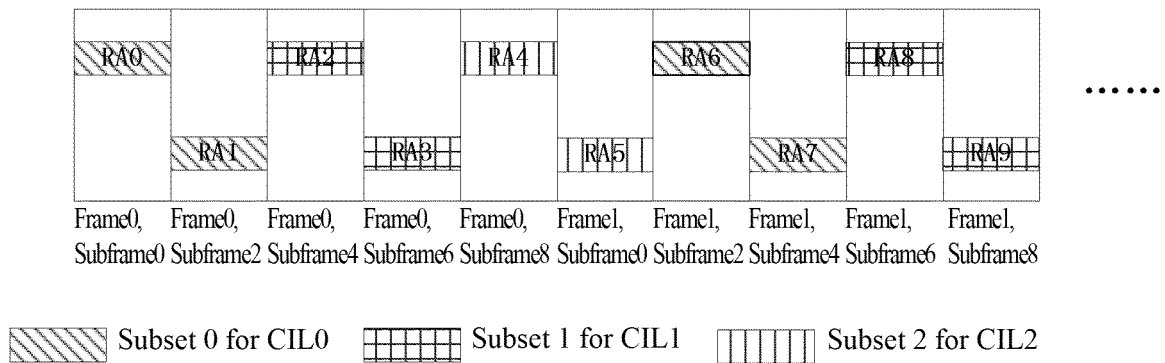 RA0 RA2 RA4 RA6 RA8
......
RA1 RA3 RA5 RA7 RA9
Frame0, Frame0, Frame0, Frame0, Frame0, Frame1, Frame1, Frame1, Frame1, Frame1,
Subframe0 Subframe2 Subframe4 Subframe6 Subframe8 Subframe0 Subframe2 Subframe4 Subframe6 Subframe8
Subset 0 for CIL0 Subset 1 for CIL1 Subset 2 for CIL2